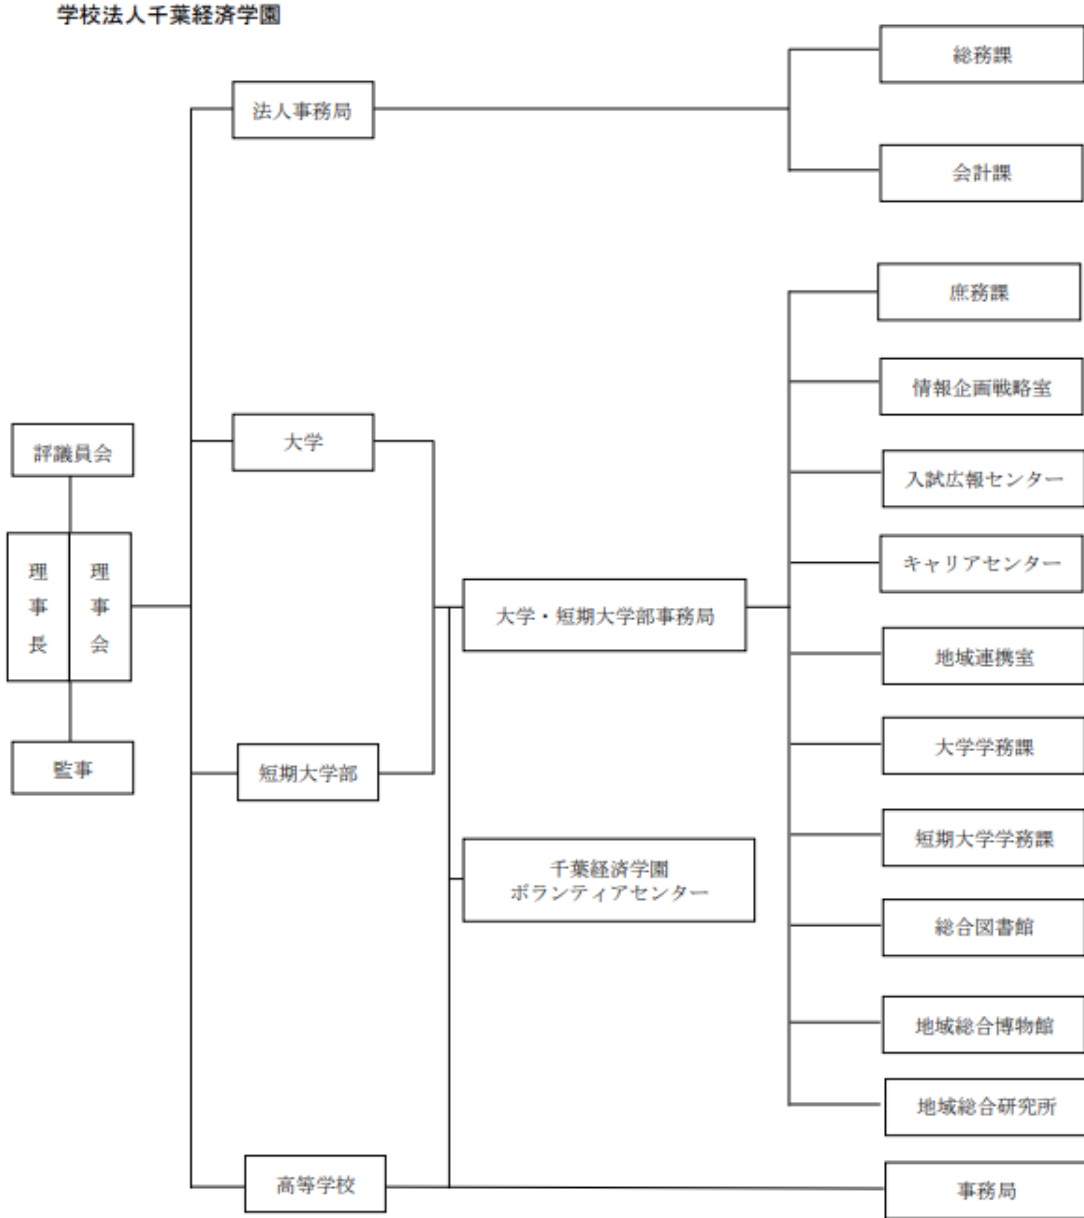 学校法人千葉経済学園
法人事務局
総務課
会計課
評議員会
理事長
理事会
監事
大学
短期大学部
大学・短期大学部事務局
千葉経済学園
ボランティアセンター
庶務課
情報企画戦略室
入試広報センター
キャリアセンター
地域連携室
大学学務課
短期大学学務課
総合図書館
地域総合博物館
地域総合研究所
高等学校
事務局